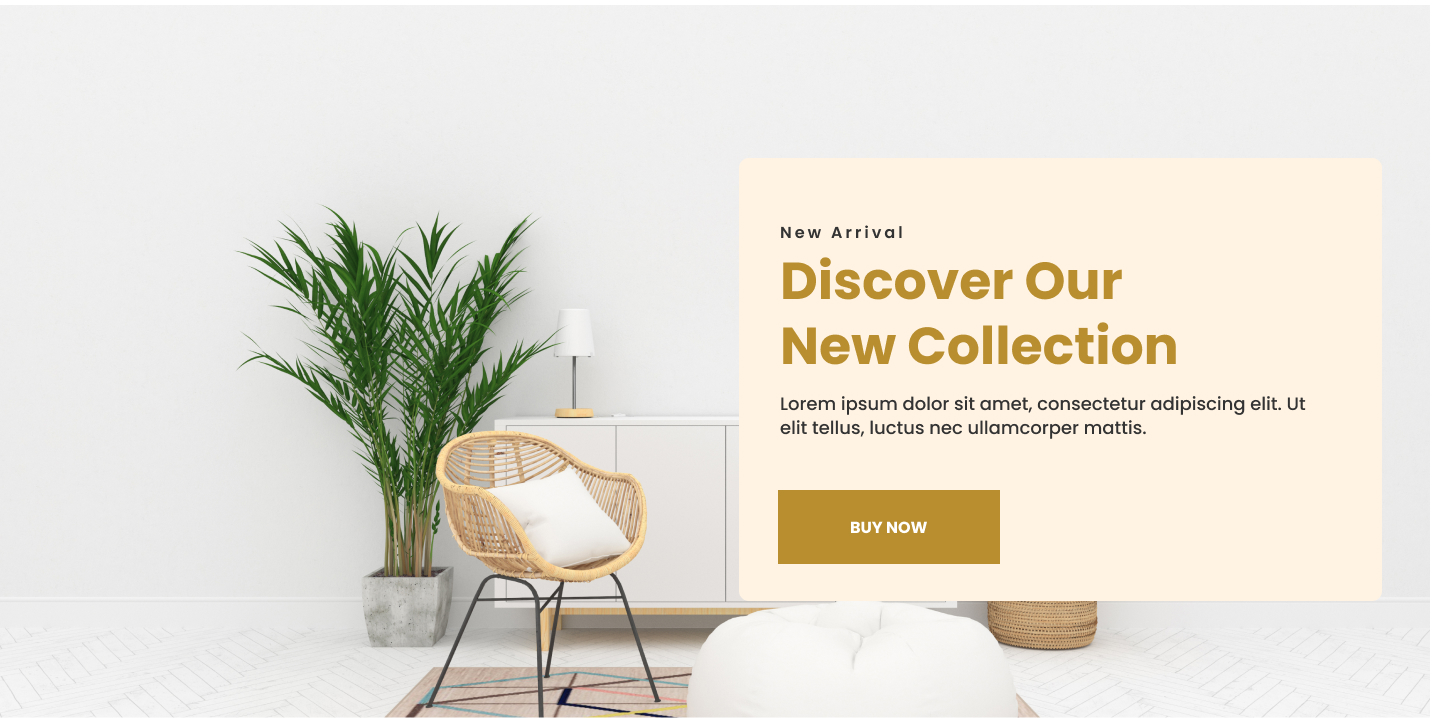 New Arrival
Discover Our
New Collection
Lorem ipsum dolor sit amet, consectetur adipiscing elit. Ut
elit tellus, luctus nec ullamcorper mattis.
BUY NOW